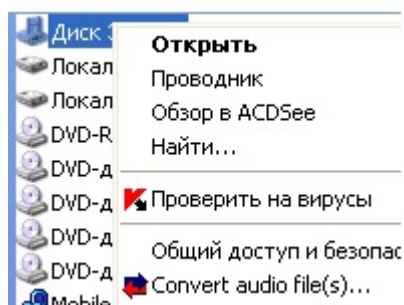 Диск 3
Локал
Локал
DVD-R
DVD-д
DVD-д
DVD-д
DVD-д
Mobile
Открыть
Проводник
Обзор в ACDSee
Найти...
Проверить на вирусы
Общий доступ и безопас
Convert audio file(s)...